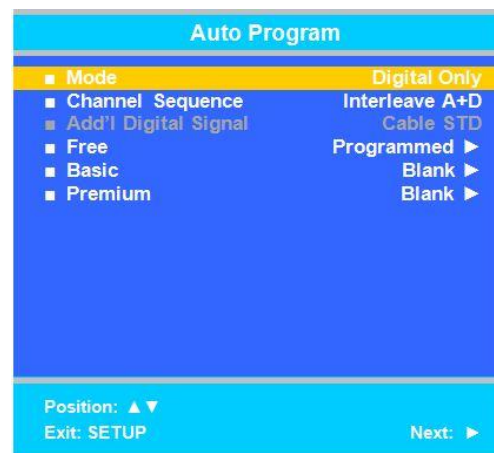 Auto Program
■ Mode Digital Only
■ Channel Sequence Interleave A+D
■ Add'l Digital Signal Cable STD
■ Free Programmed ►
■ Basic Blank ►
■ Premium Blank ►
Position: ▲▼
Exit: SETUP Next: ►